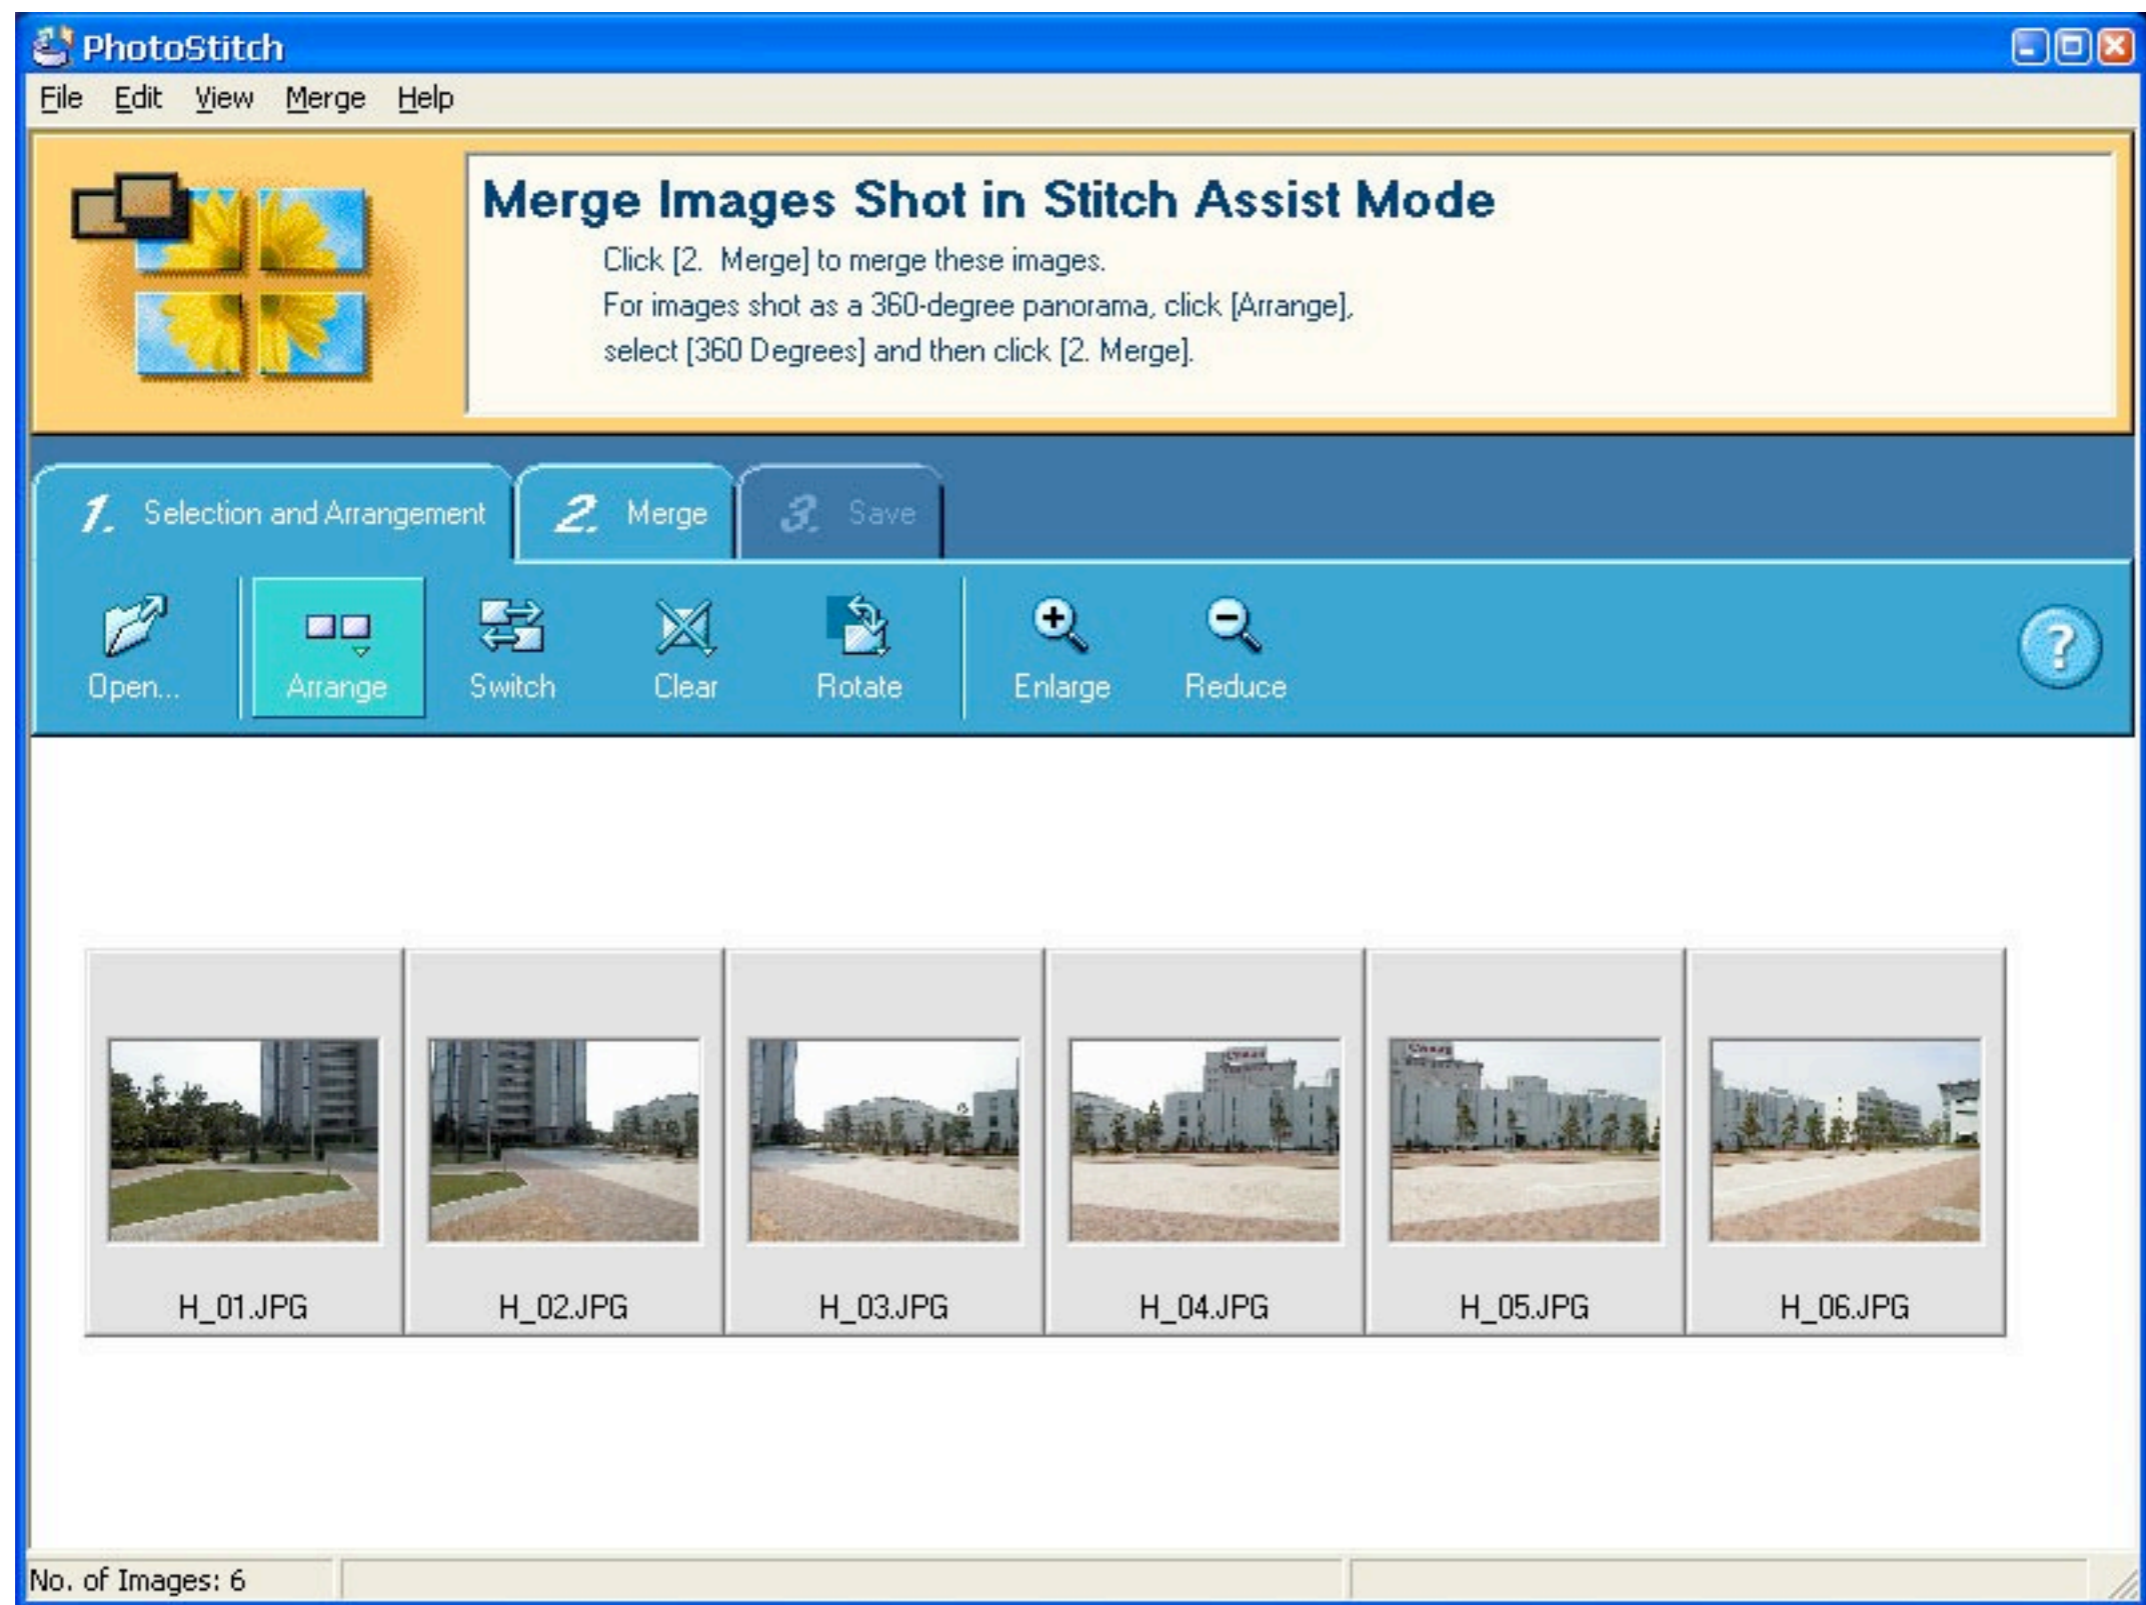 PhotoStitch
File Edit View Merge Help
Merge Images Shot in Stitch Assist Mode
Click [2. Merge] to merge these images.
For images shot as a 360-degree panorama, click [Arrange],
select [360 Degrees] and then click [2. Merge].
1. Selection and Arrangement 2. Merge 3. Save
Open... Arrange Switch Clear Rotate Enlarge Reduce ?
H_01.JPG H_02.JPG H_03.JPG H_04.JPG H_05.JPG H_06.JPG
No. of Images: 6